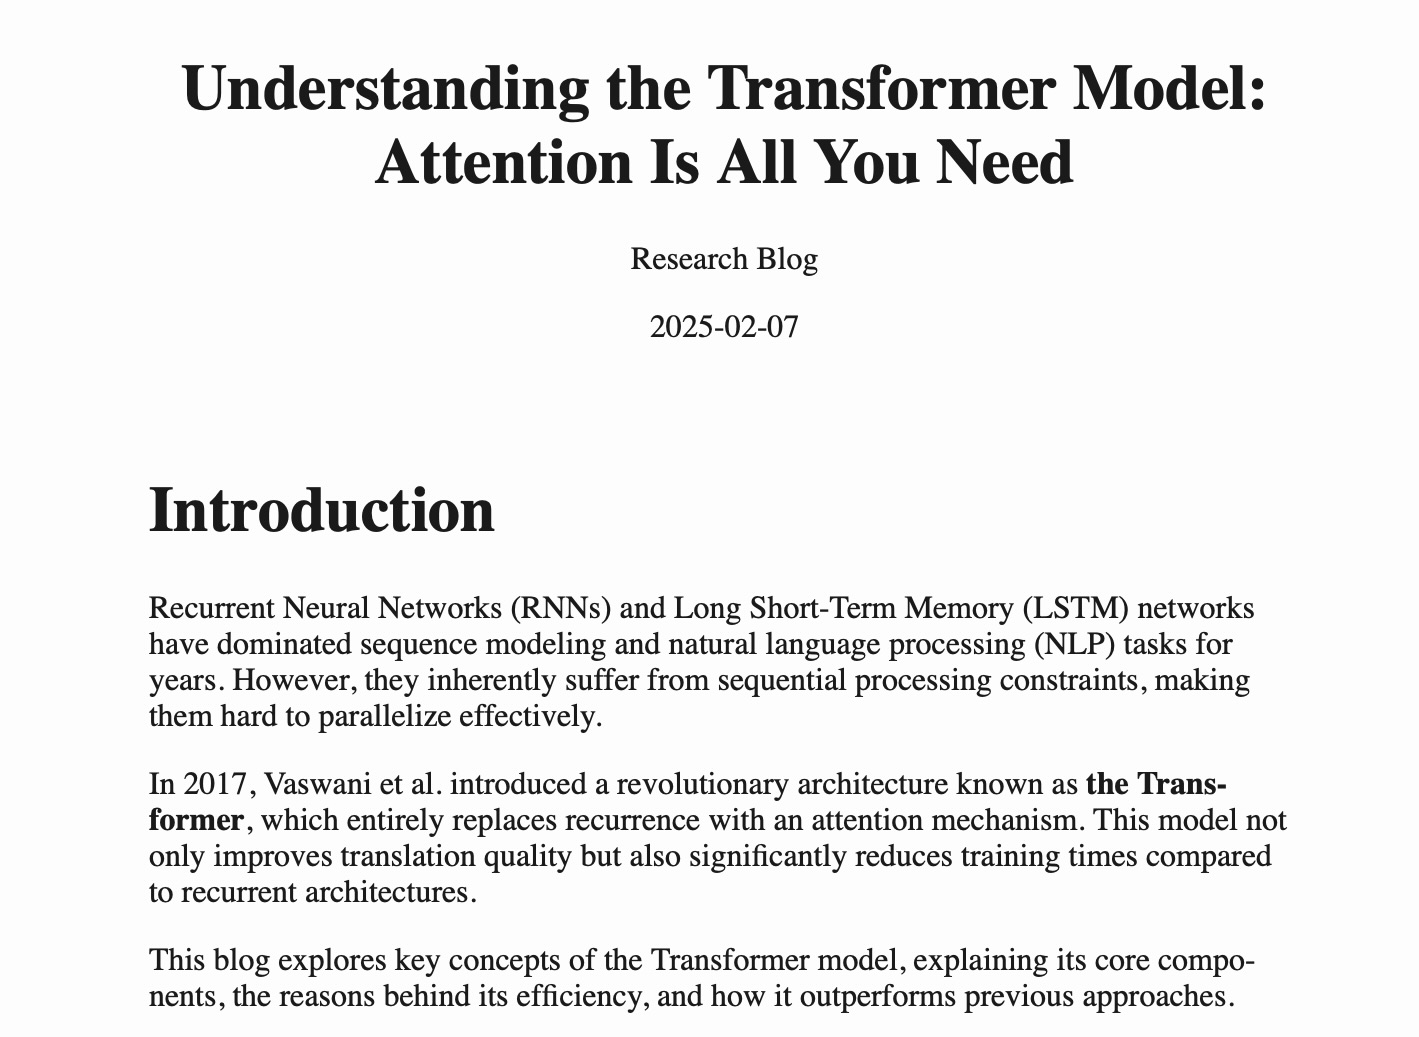 Understanding the Transformer Model:
Attention Is All You Need
Research Blog
2025-02-07
Introduction
Recurrent Neural Networks (RNNs) and Long Short-Term Memory (LSTM) networks
have dominated sequence modeling and natural language processing (NLP) tasks for
years. However, they inherently suffer from sequential processing constraints, making
them hard to parallelize effectively.
In 2017, Vaswani et al. introduced a revolutionary architecture known as the Trans-
former, which entirely replaces recurrence with an attention mechanism. This model not
only improves translation quality but also significantly reduces training times compared
to recurrent architectures.
This blog explores key concepts of the Transformer model, explaining its core compo-
nents, the reasons behind its efficiency, and how it outperforms previous approaches.